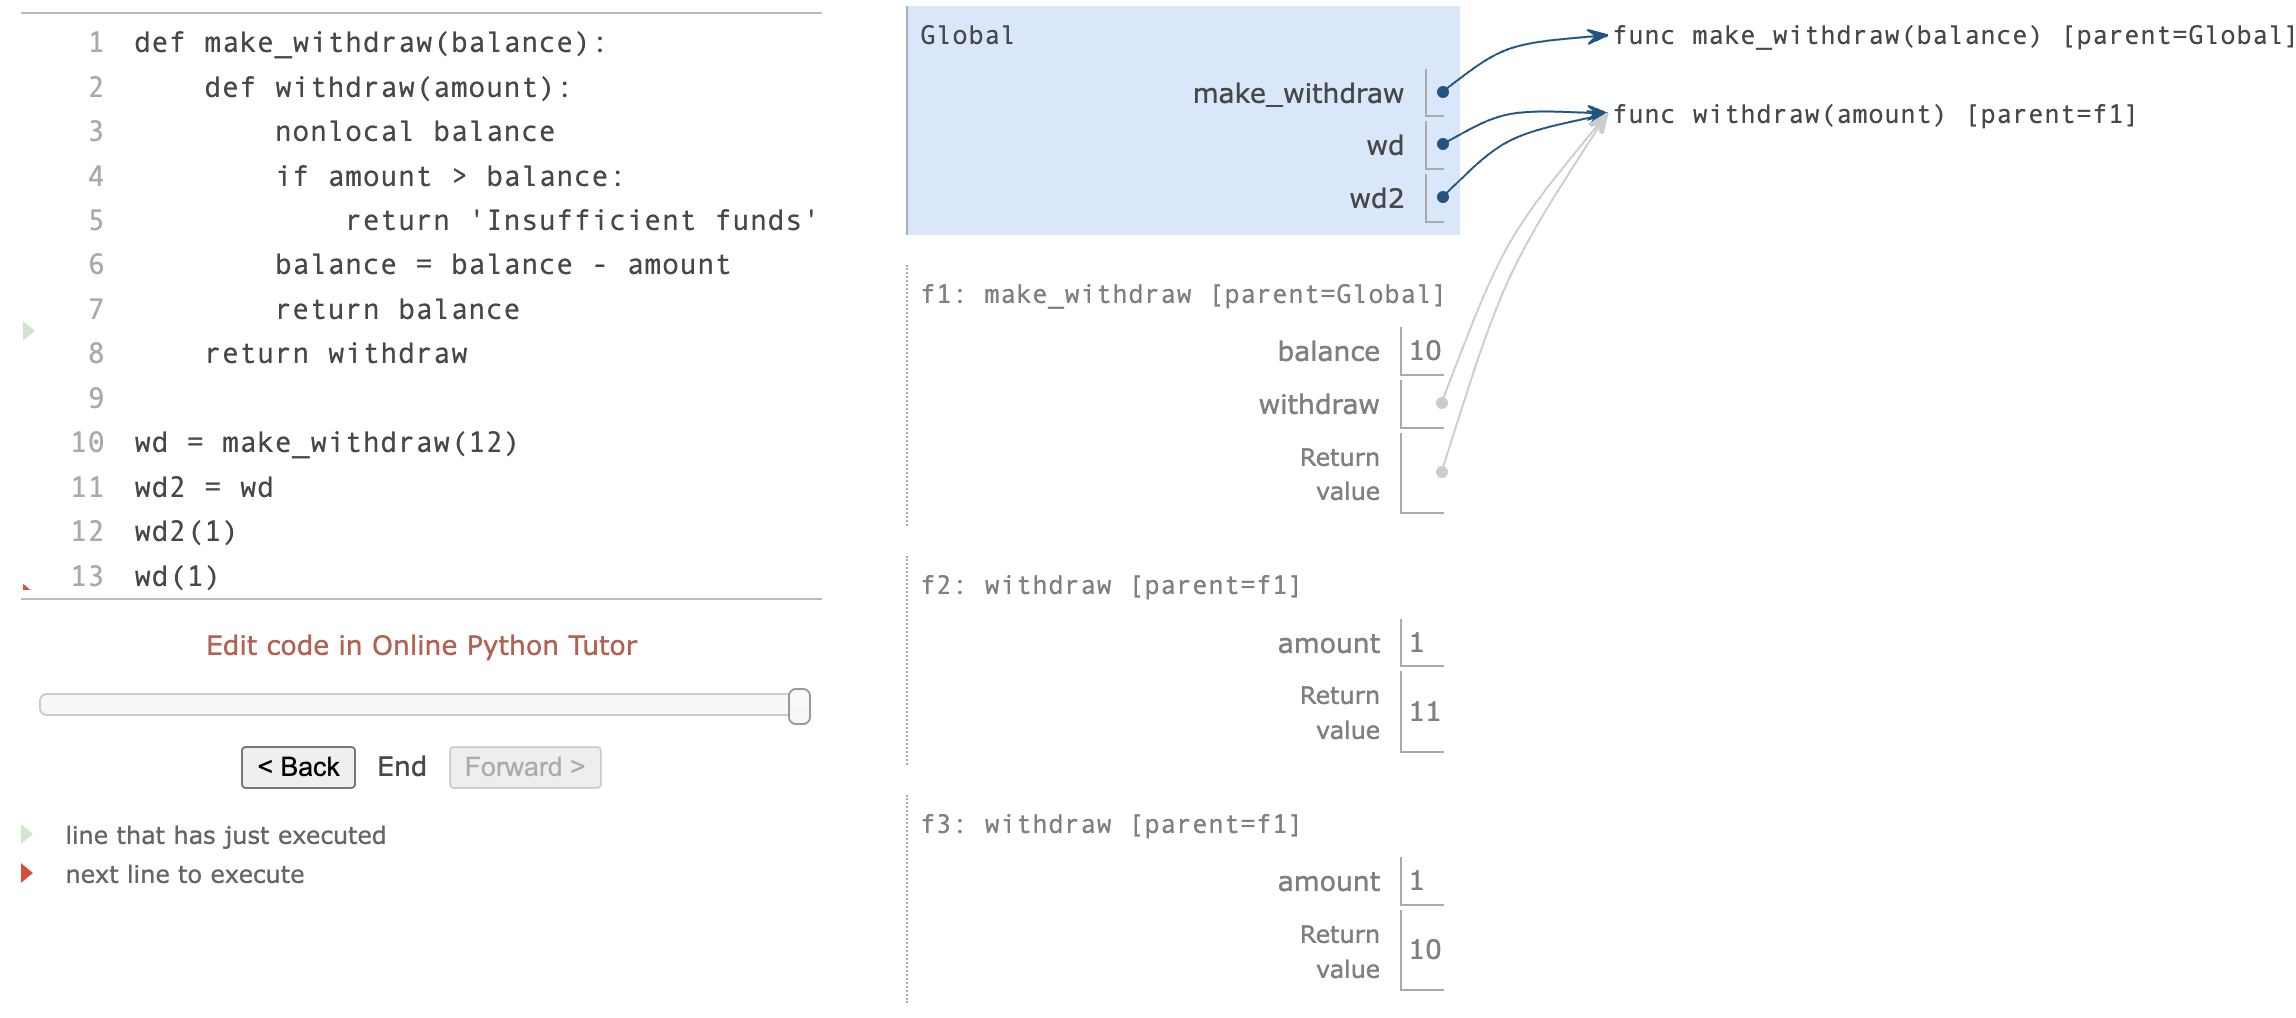 1 def make_withdraw(balance):
2     def withdraw(amount):
3         nonlocal balance
4         if amount > balance:
5             return 'Insufficient funds'
6         balance = balance - amount
7         return balance
8     return withdraw
9
10 wd = make_withdraw(12)
11 wd2 = wd
12 wd2(1)
13 wd(1)
Edit code in Online Python Tutor
< Back End Forward >
line that has just executed
next line to execute
Global
make_withdraw
wd
wd2
func make_withdraw(balance) [parent=Global]
func withdraw(amount) [parent=f1]
f1: make_withdraw [parent=Global]
balance 10
withdraw
Return
value
f2: withdraw [parent=f1]
amount 1
Return
value 11
f3: withdraw [parent=f1]
amount 1
Return
value 10